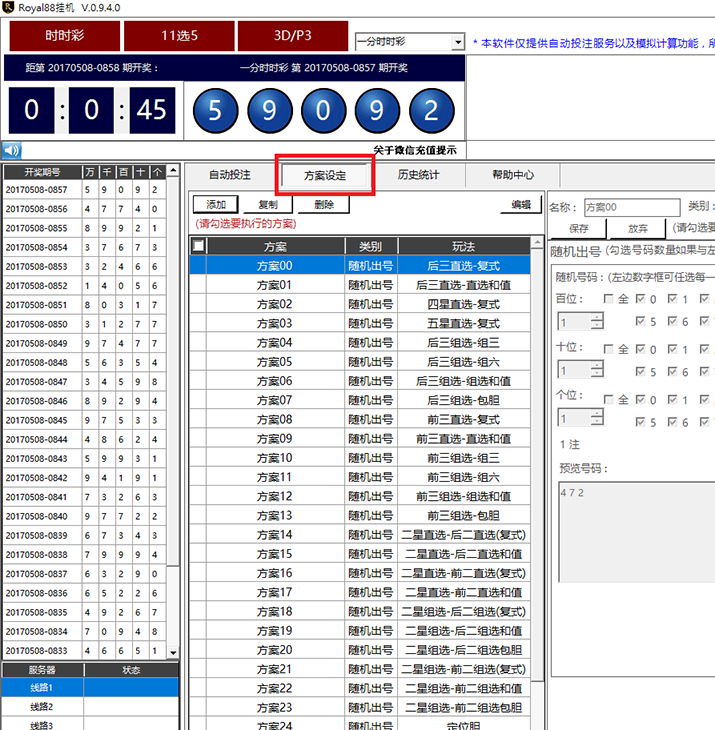 Royal88挂机 V.0.9.4.0
时时彩 11选5 3D/P3 一分时时彩
* 本软件仅提供自动投注服务以及模拟计算功能，
距第 20170508-0858 期开奖： 一分时时彩 第 20170508-0857 期开奖
0 : 0 : 45 5 9 0 9 2
关于微信充值提示
自动投注 方案设定 历史统计 帮助中心
添加 复制 删除 编辑
(请勾选要执行的方案)
开奖期号 万 千 百 十 个
20170508-0857 5 9 0 9 2
20170508-0856 4 7 7 4 0
20170508-0855 8 9 9 2 1
20170508-0854 3 7 6 7 3
20170508-0853 3 2 4 6 6
20170508-0852 1 4 0 5 6
20170508-0851 8 0 3 1 7
20170508-0850 3 1 2 7 7
20170508-0849 9 7 4 7 7
20170508-0848 5 6 3 5 4
20170508-0847 3 4 5 9 8
20170508-0846 8 9 2 9 4
20170508-0845 9 7 5 3 3
20170508-0844 4 8 6 2 4
20170508-0843 5 9 9 3 1
20170508-0842 9 4 1 9 1
20170508-0841 7 3 2 6 3
20170508-0840 9 7 7 2 2
20170508-0839 6 7 3 4 3
20170508-0838 7 9 9 9 4
20170508-0837 6 3 2 9 0
20170508-0836 6 5 2 2 6
20170508-0835 4 9 2 6 7
20170508-0834 7 0 9 4 8
20170508-0833 4 6 6 5 1
服务器 状态
线路1
线路2
线路3
方案 类别 玩法
方案00 随机出号 后三直选-复式
方案01 随机出号 后三直选-直选和值
方案02 随机出号 四星直选-复式
方案03 随机出号 五星直选-复式
方案04 随机出号 后三组选-组三
方案05 随机出号 后三组选-组六
方案06 随机出号 后三组选-组选和值
方案07 随机出号 后三组选-包胆
方案08 随机出号 前三直选-复式
方案09 随机出号 前三直选-直选和值
方案10 随机出号 前三组选-组三
方案11 随机出号 前三组选-组六
方案12 随机出号 前三组选-组选和值
方案13 随机出号 前三组选-包胆
方案14 随机出号 二星直选-后二直选(复式)
方案15 随机出号 二星直选-后二直选和值
方案16 随机出号 二星直选-前二直选(复式)
方案17 随机出号 二星直选-前二直选和值
方案18 随机出号 二星组选-后二组选(复式)
方案19 随机出号 二星组选-后二组选和值
方案20 随机出号 二星组选-后二组选包胆
方案21 随机出号 二星组选-前二组选(复式)
方案22 随机出号 二星组选-前二组选和值
方案23 随机出号 二星组选-前二组选包胆
方案24 随机出号 定位胆
名称： 方案00 类别：
保存 放弃 (请勾选要
随机出号 (勾选号码数量如果与左
随机号码：(左边数字框可任选每一
百位： 全 0 1
1 5 6
十位： 全 0 1
1 5 6
个位： 全 0 1
1 5 6
1 注
预览号码：
4 7 2